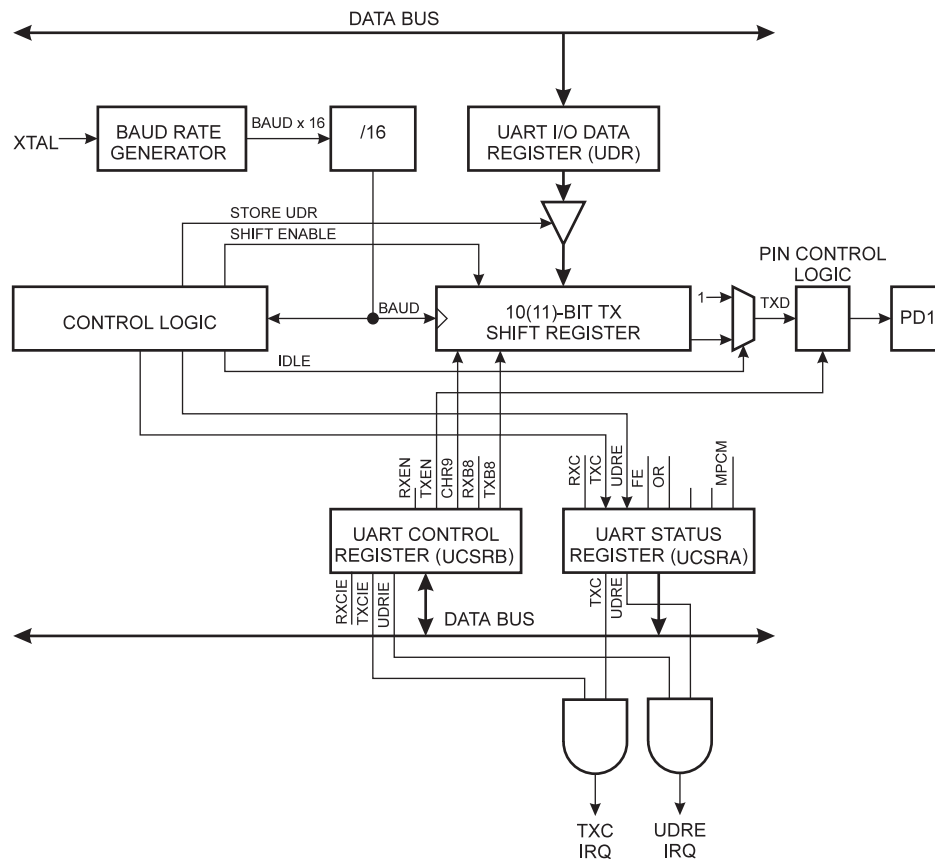 DATA BUS
XTAL
BAUD RATE
GENERATOR
BAUD x 16
/16
UART I/O DATA
REGISTER (UDR)
STORE UDR
SHIFT ENABLE
PIN CONTROL
LOGIC
CONTROL LOGIC
BAUD
10(11)-BIT TX
SHIFT REGISTER
1
TXD
PD1
IDLE
RXEN
TXEN
CHR9
RXB8
TXB8
RXC
TXC
UDRE
FE
OR
MPCM
UART CONTROL
REGISTER (UCSRB)
UART STATUS
REGISTER (UCSRA)
RXCIE
TXCIE
UDRIE
TXC
UDRE
DATA BUS
TXC
IRQ
UDRE
IRQ